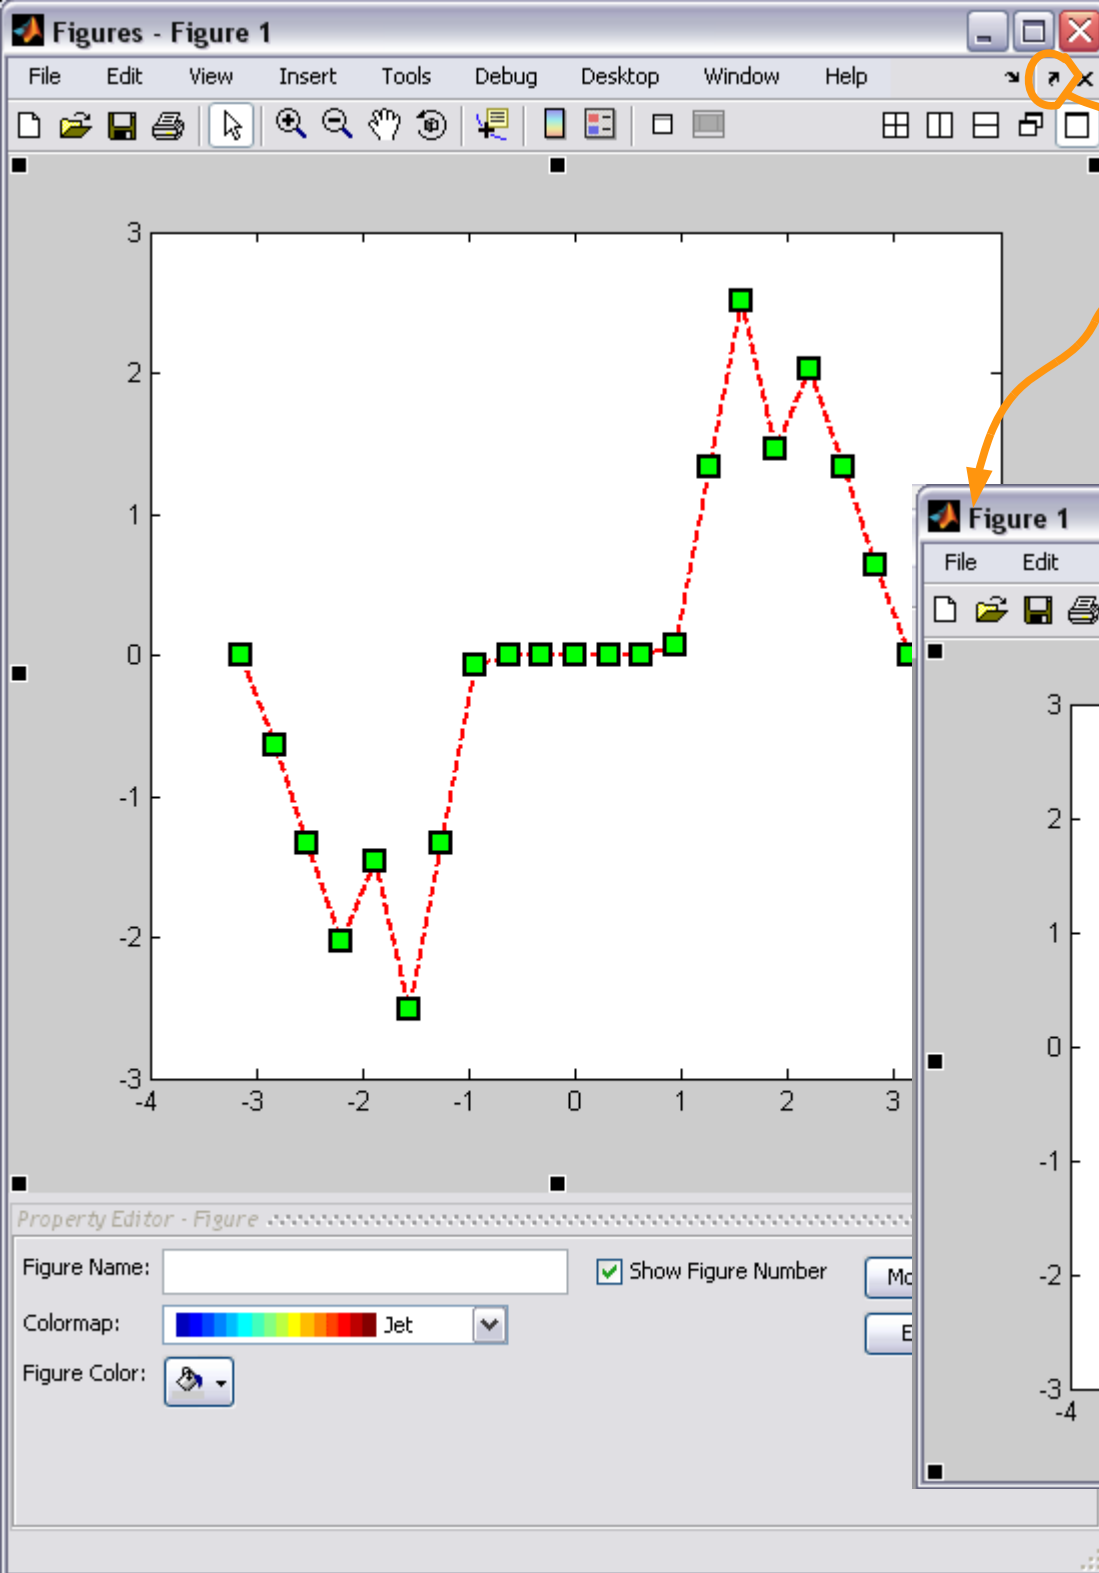 Figures - Figure 1
File Edit View Insert Tools Debug Desktop Window Help
3
2
1
0
-1
-2
-3
-4 -3 -2 -1 0 1 2 3
Property Editor - Figure
Figure Name:
Show Figure Number
Colormap:
Jet
Figure Color:
Figure 1
File Edit
3
2
1
0
-1
-2
-3
-4